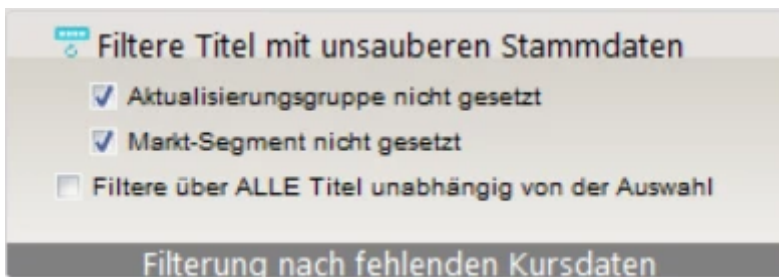 Filtere Titel mit unsauberen Stammdaten
Aktualisierungsgruppe nicht gesetzt
Markt-Segment nicht gesetzt
Filtere über ALLE Titel unabhängig von der Auswahl
Filterung nach fehlenden Kursdaten